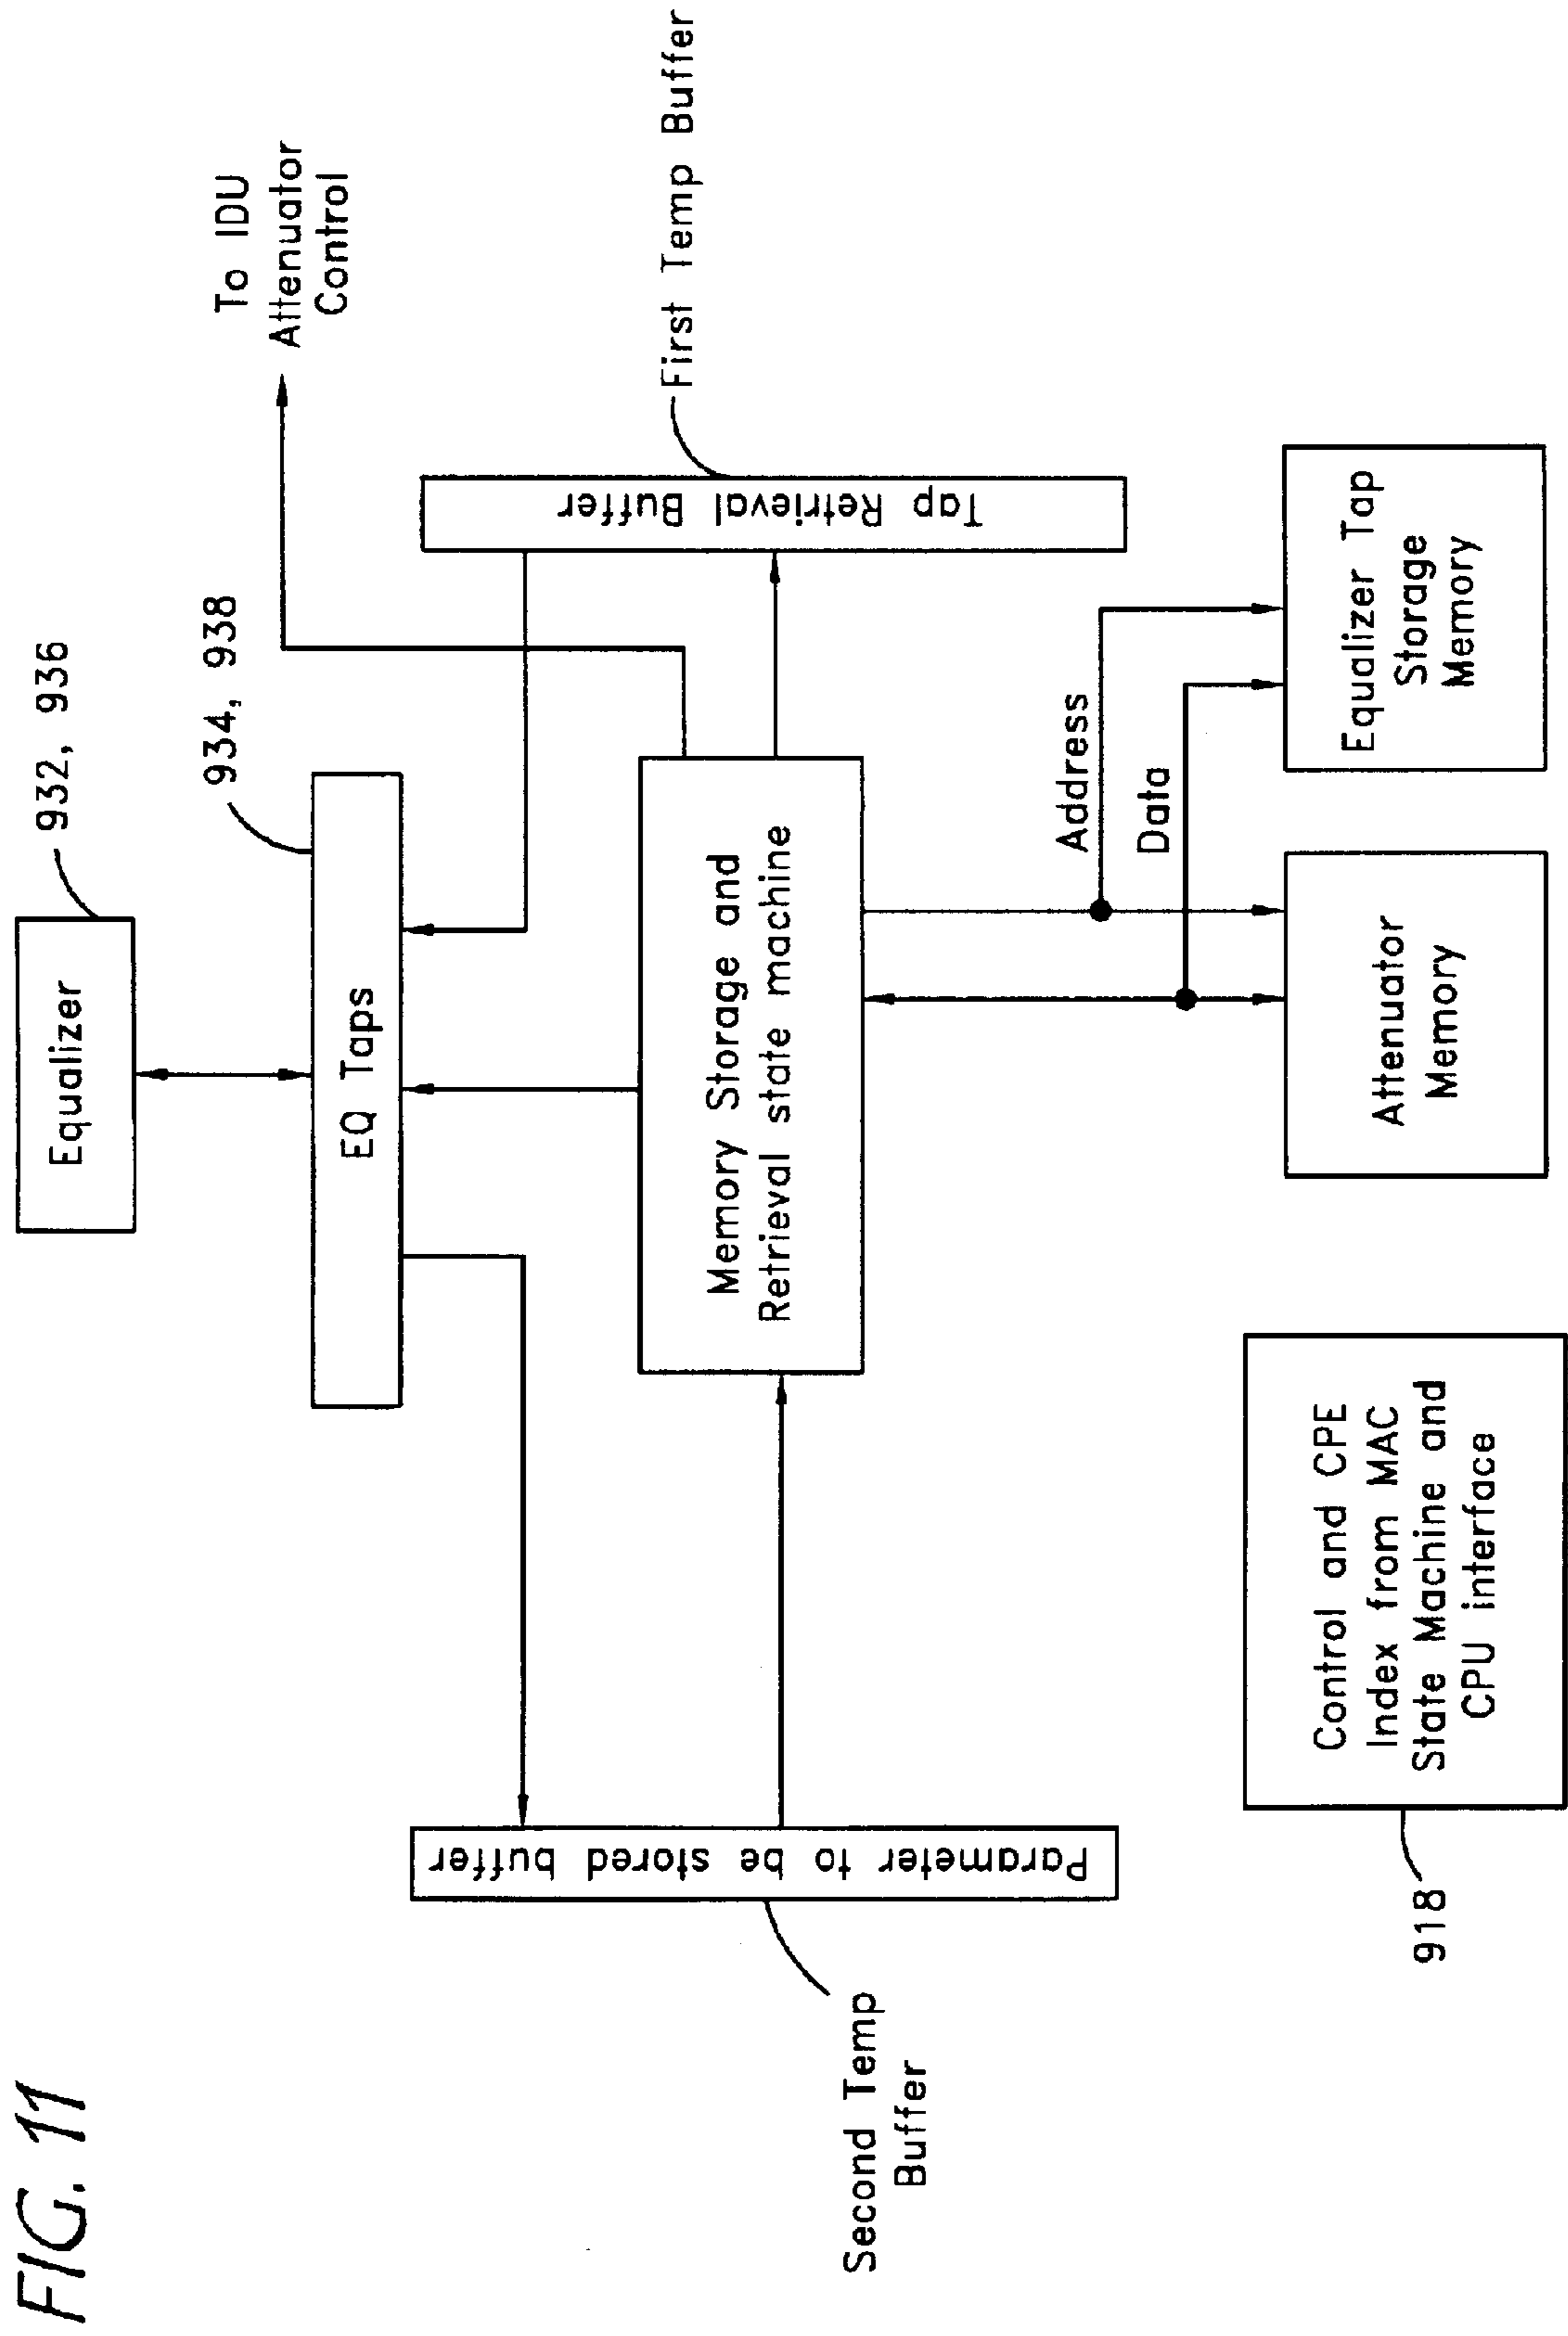 FIG. 11
Equalizer
932, 936
EQ Taps
934, 938
To IDU
Attenuator
Control
Second Temp
Buffer
Parameter to be stored buffer
Memory Storage and
Retrieval state machine
Tap Retrieval Buffer
First Temp Buffer
Address
Data
918
Control and CPE
Index from MAC
State Machine and
CPU interface
Attenuator
Memory
Equalizer Tap
Storage
Memory